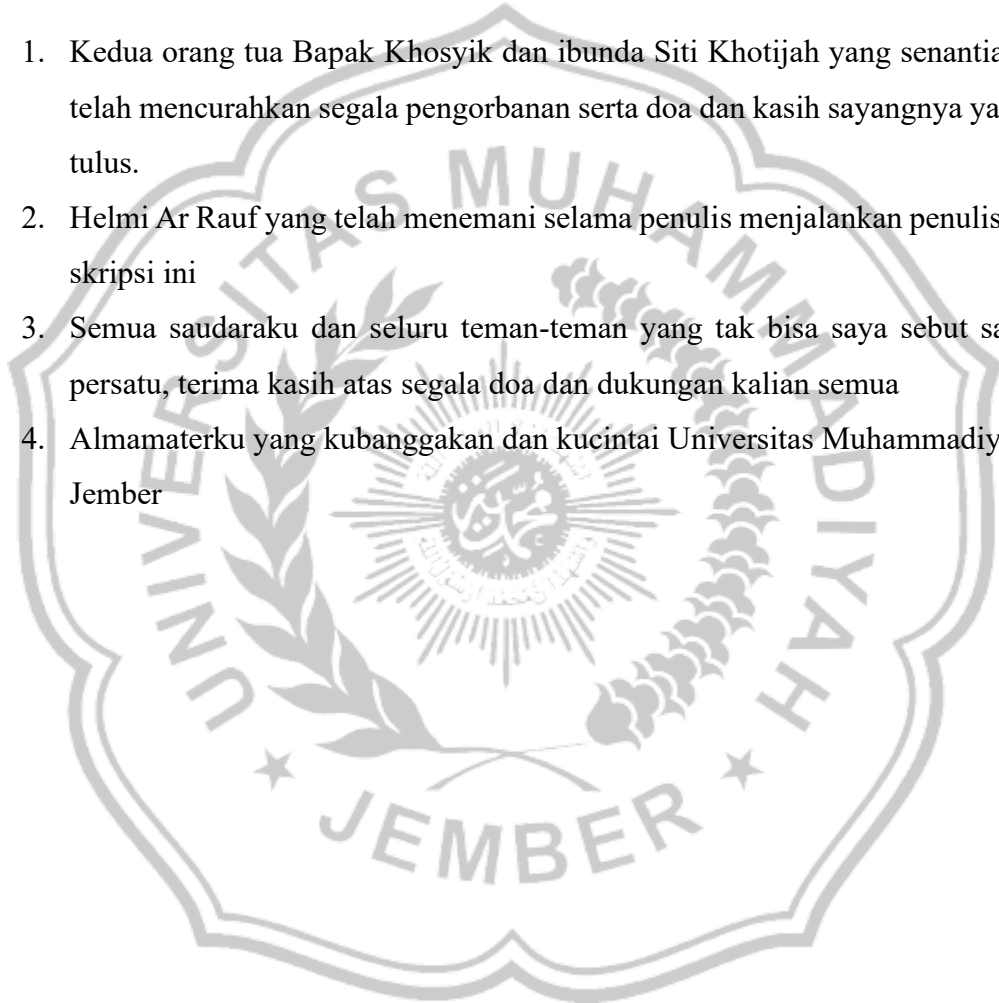 1. Kedua orang tua Bapak Khosyik dan ibunda Siti Khotijah yang senantia
telah mencurahkan segala pengorbanan serta doa dan kasih sayangnya ya
tulus.
2. Helmi Ar Rauf yang telah menemani selama penulis menjalankan penulis
skripsi ini
3. Semua saudaraku dan seluruh teman-teman yang tak bisa saya sebut sa
persatu, terima kasih atas segala doa dan dukungan kalian semua
4. Almamaterku yang kubanggakan dan kucintai Universitas Muhammadiy
Jember
UNIVERSITAS MUHAMMADIYAH
JEMBER